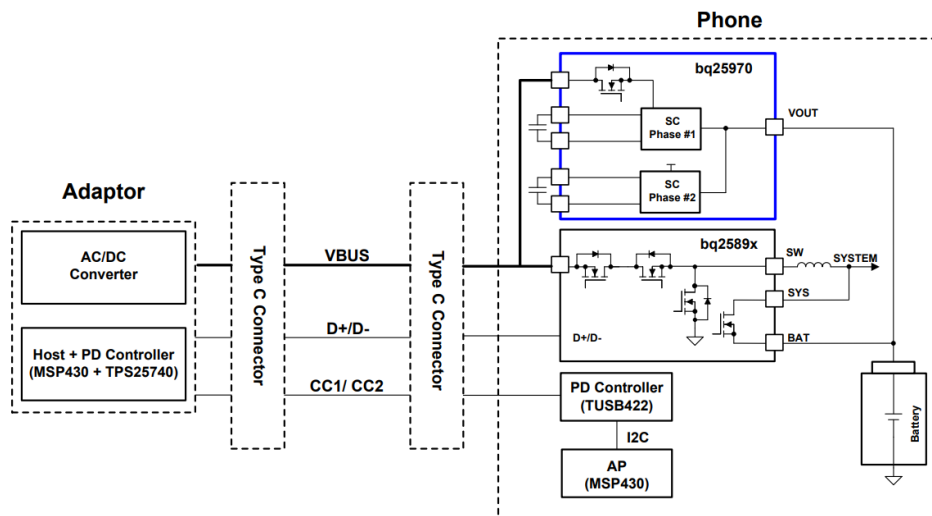 Phone
bq25970
SC
Phase #1
VOUT
SC
Phase #2
Adaptor
AC/DC
Converter
Host + PD Controller
(MSP430 + TPS25740)
Type C Connector
VBUS
D+/D-
CC1/ CC2
Type C Connector
bq2589x
SW
SYSTEM
SYS
BAT
D+/D-
PD Controller
(TUSB422)
I2C
AP
(MSP430)
Battery